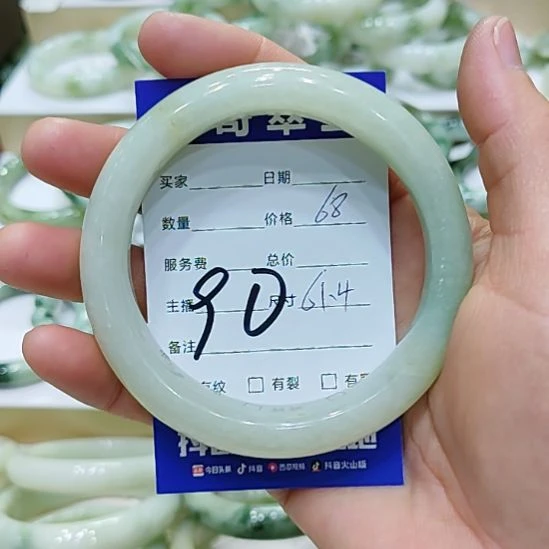 买家 日期
数量 价格 68
服务费 总价
主播 尺寸 61.4
90
备注
有纹 有裂
今日头条 抖音 西瓜视频 抖音火山版